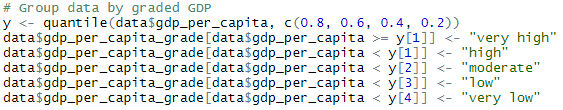 # Group data by graded GDP
y <- quantile(data$gdp_per_capita, c(0.8, 0.6, 0.4, 0.2))
data$gdp_per_capita_grade[data$gdp_per_capita >= y[1]] <- "very high"
data$gdp_per_capita_grade[data$gdp_per_capita < y[1]] <- "high"
data$gdp_per_capita_grade[data$gdp_per_capita < y[2]] <- "moderate"
data$gdp_per_capita_grade[data$gdp_per_capita < y[3]] <- "low"
data$gdp_per_capita_grade[data$gdp_per_capita < y[4]] <- "very low"